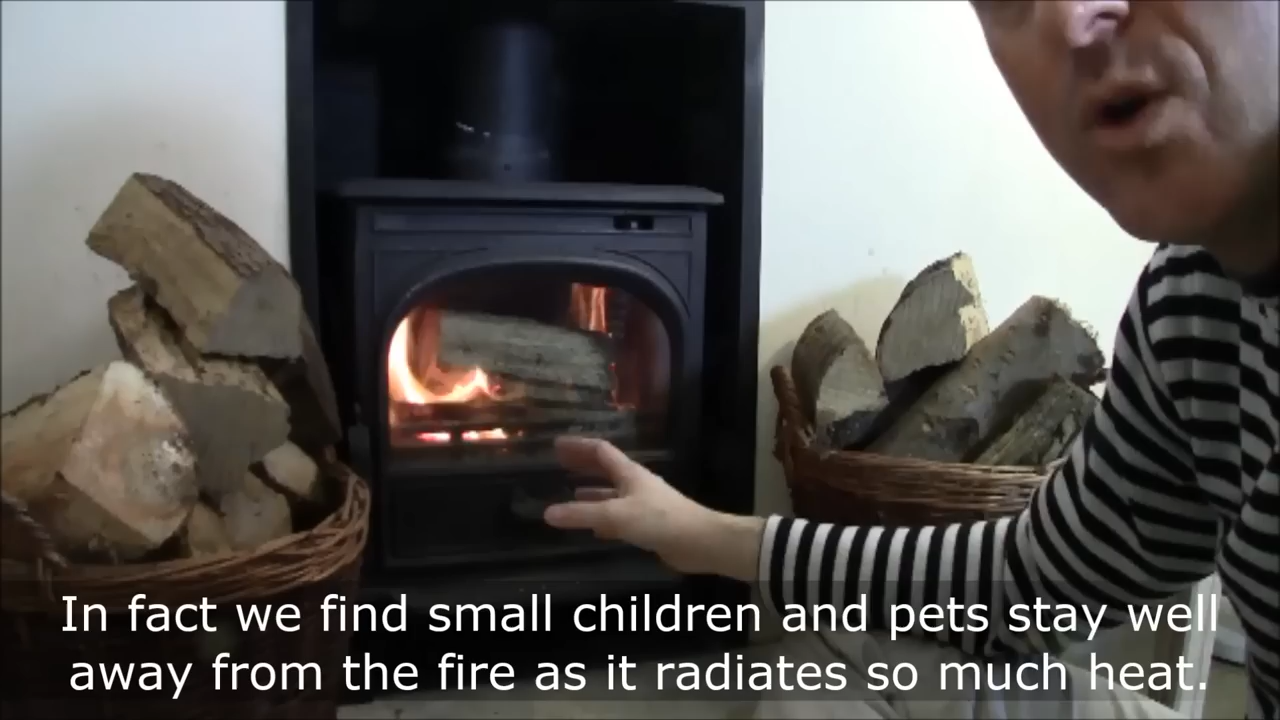 In fact we find small children and pets stay well
away from the fire as it radiates so much heat.